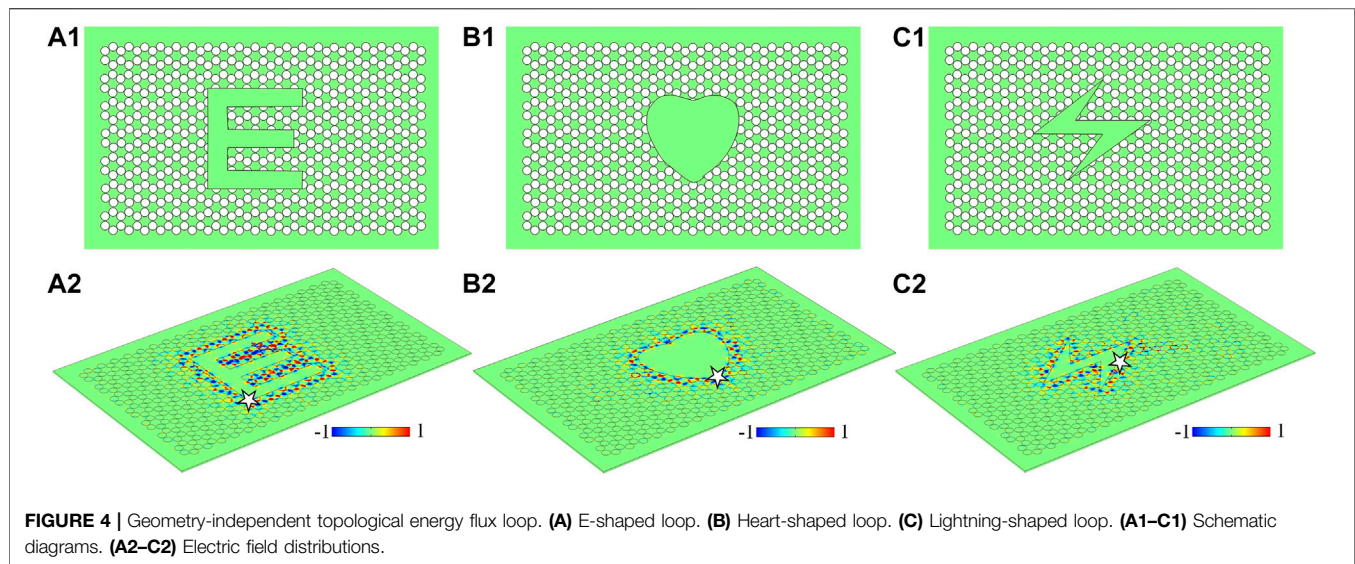 A1
B1
C1
A2
B2
C2
-1 1
-1 1
-1 1
FIGURE 4 | Geometry-independent topological energy flux loop. (A) E-shaped loop. (B) Heart-shaped loop. (C) Lightning-shaped loop. (A1–C1) Schematic
diagrams. (A2–C2) Electric field distributions.